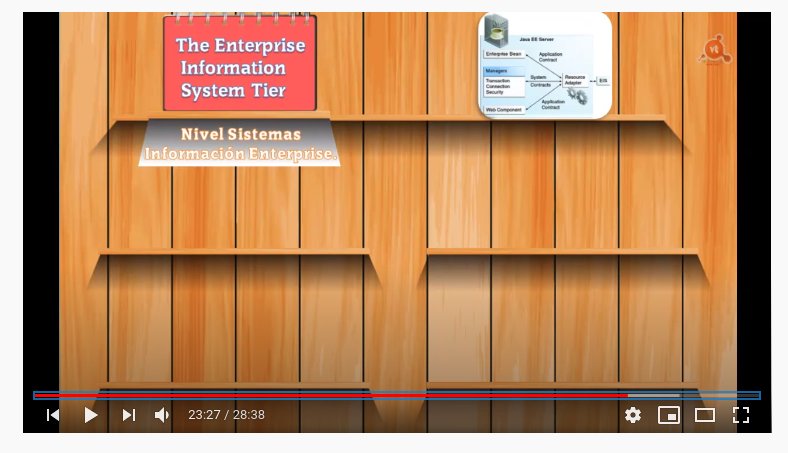 The Enterprise
Information
System Tier
Nivel Sistemas
Información Enterprise.
Java EE Server
Enterprise Bean
Application
Contract
Managers
Transaction
Connection
Security
System
Contracts
Resource
Adapter
EIS
Web Component
Application
Contract
23:27 / 28:38